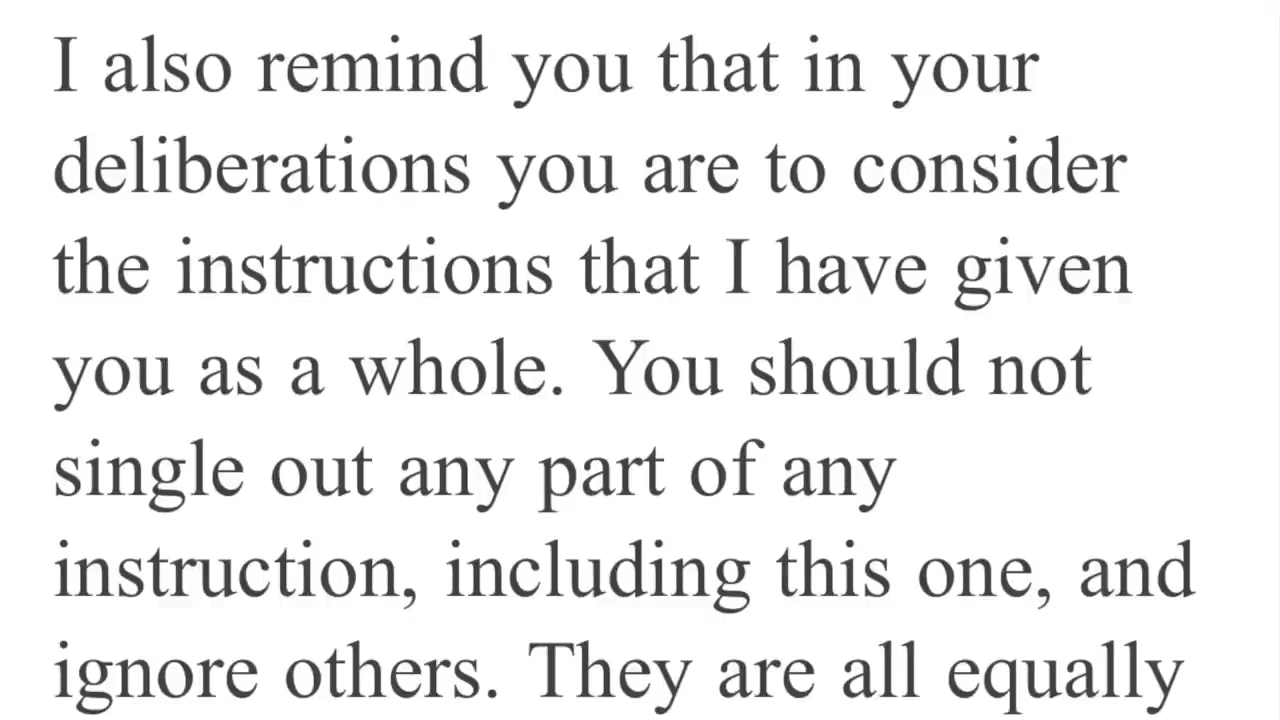 I also remind you that in your
deliberations you are to consider
the instructions that I have given
you as a whole. You should not
single out any part of any
instruction, including this one, and
ignore others. They are all equally